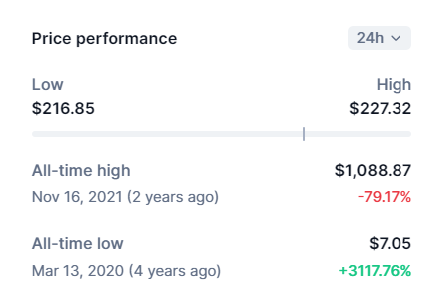 Price performance 24h
Low High
$216.85 $227.32
All-time high $1,088.87
Nov 16, 2021 (2 years ago) -79.17%
All-time low $7.05
Mar 13, 2020 (4 years ago) +3117.76%